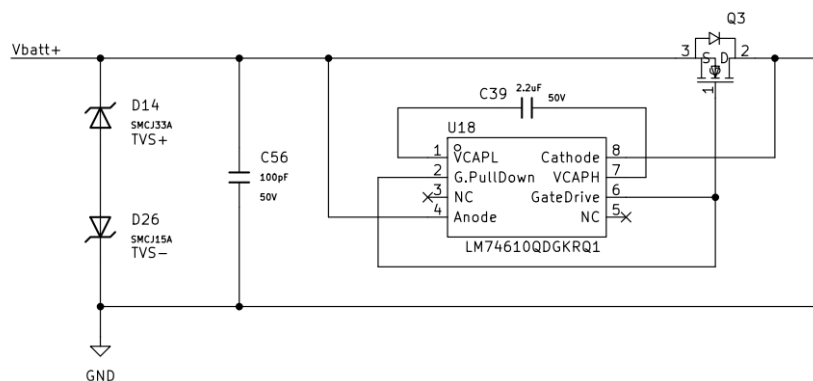 Q3
Vbatt+
3 S D 2
1
D14
SMCJ33A
TVS+
C39 2.2uF
50V
U18
1 VCAPL Cathode 8
2 G.PullDown VCAPH 7
3 NC GateDrive 6
4 Anode NC 5
LM74610QDGKRQ1
C56
100pF
50V
D26
SMCJ15A
TVS-
GND